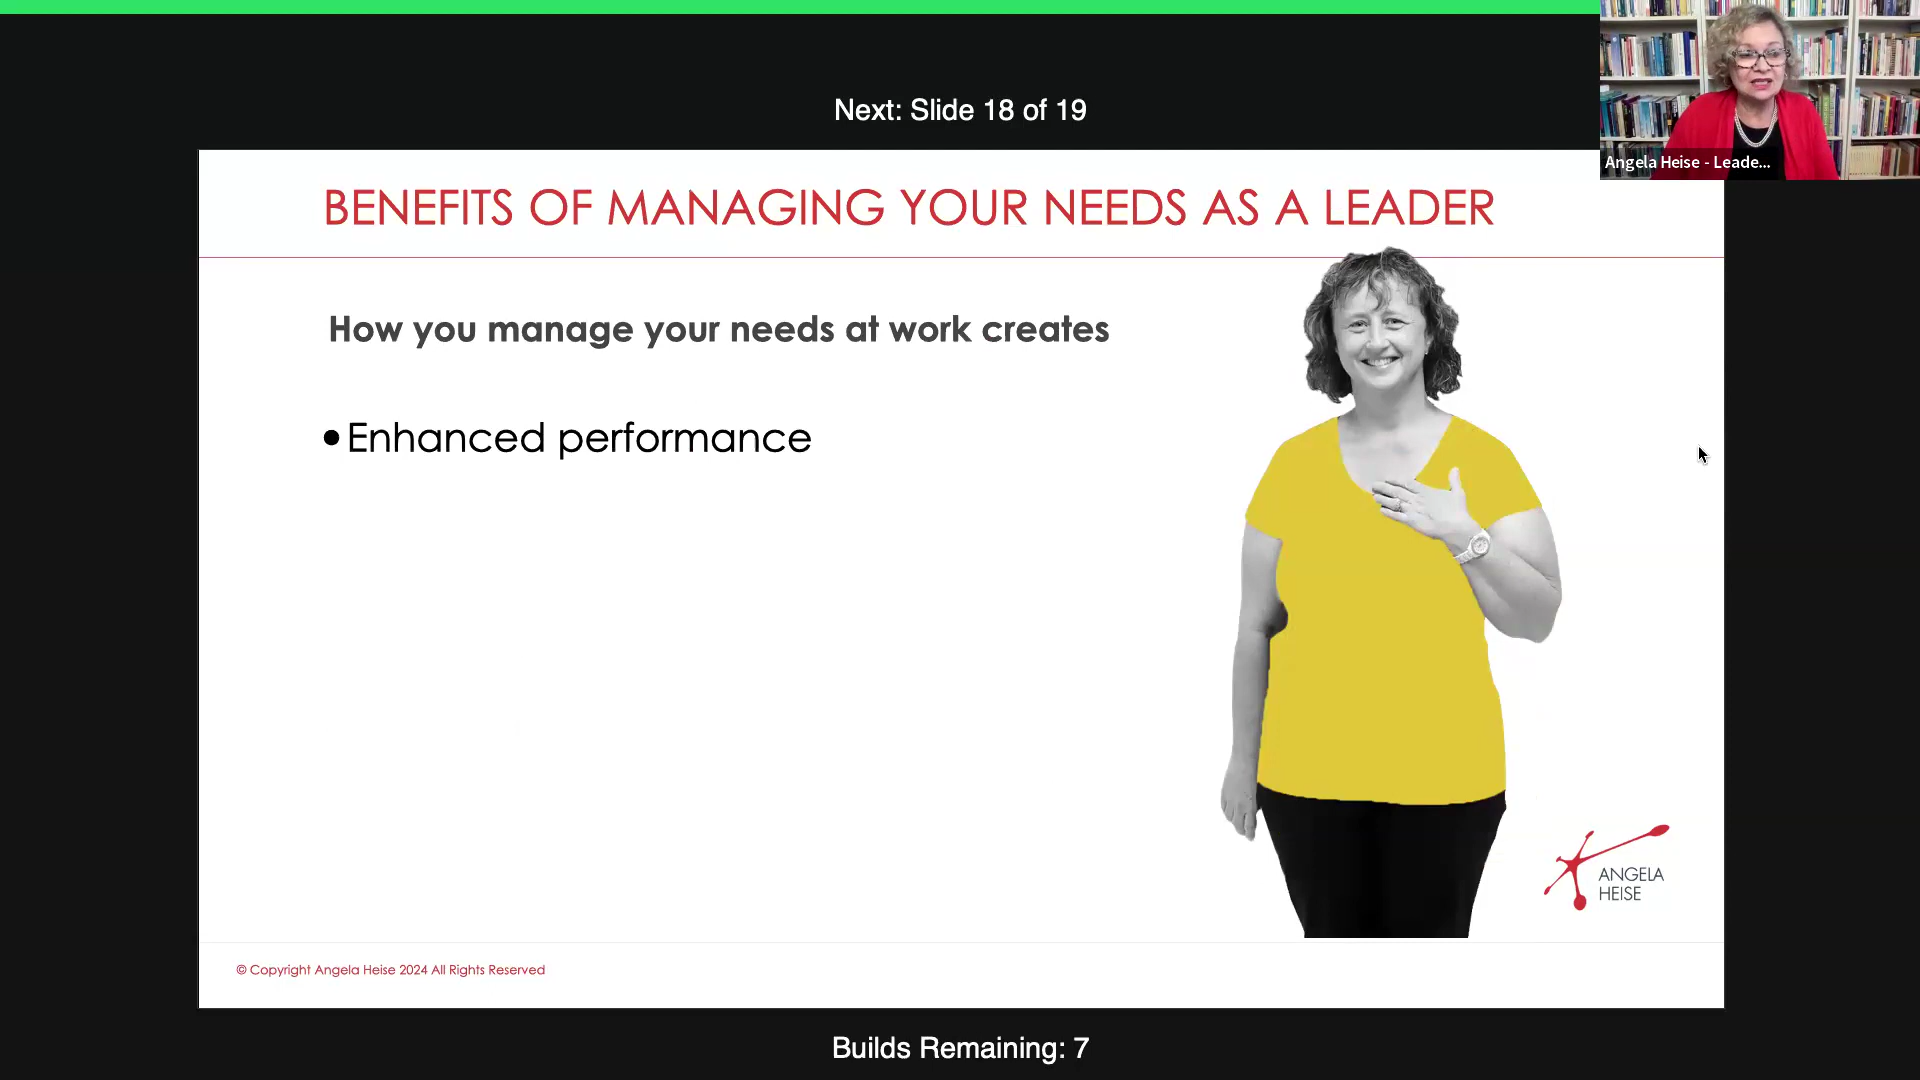 Next: Slide 18 of 19
Angela Heise - Leade...
BENEFITS OF MANAGING YOUR NEEDS AS A LEADER
How you manage your needs at work creates
•Enhanced performance
ANGELA
HEISE
© Copyright Angela Heise 2024 All Rights Reserved
Builds Remaining: 7